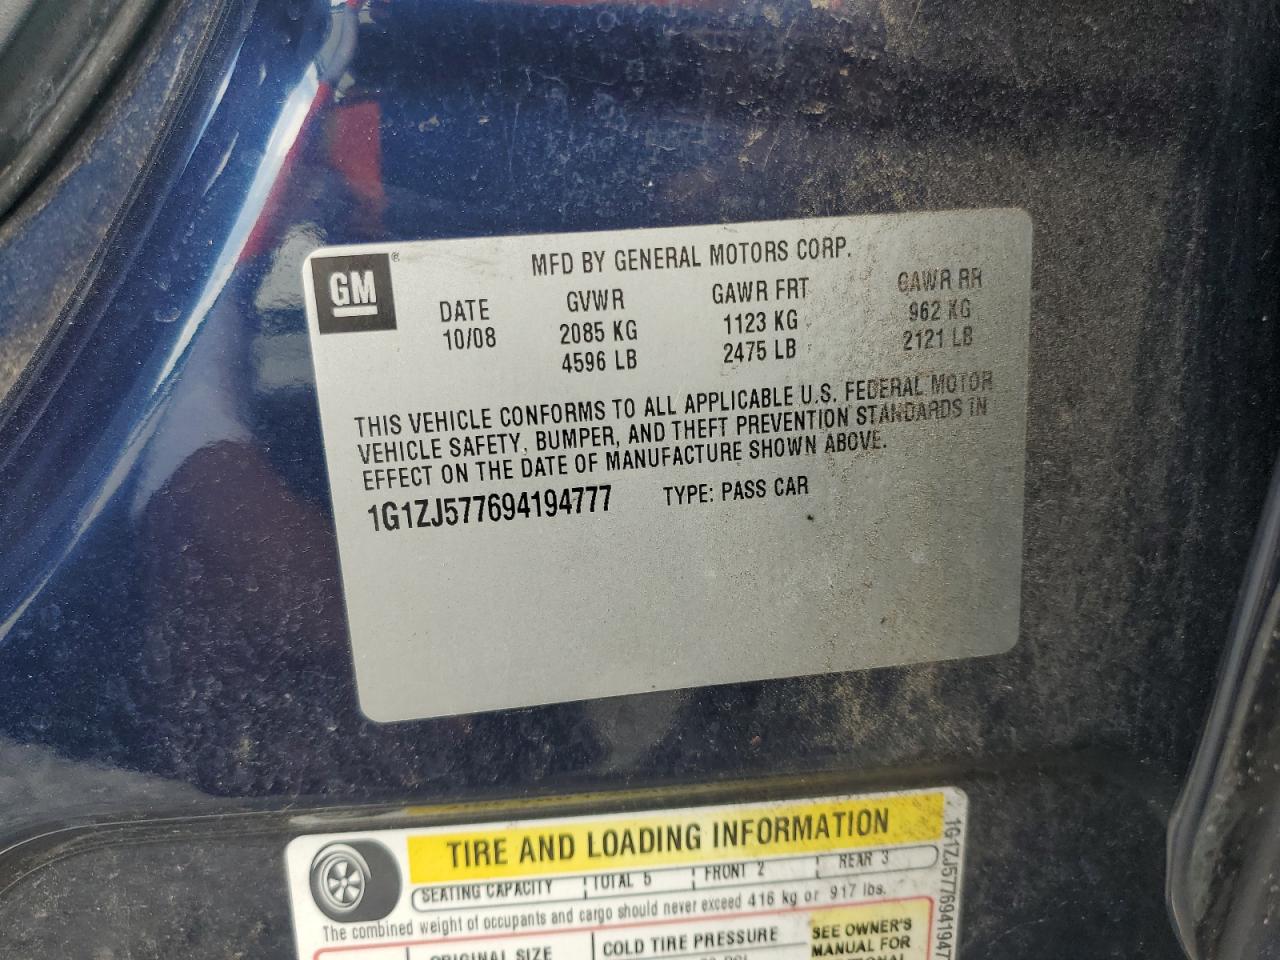 GM®
MFD BY GENERAL MOTORS CORP.
DATE GVWR GAWR FRT GAWR RR
10/08 2085 KG 1123 KG 962 KG
4596 LB 2475 LB 2121 LB
THIS VEHICLE CONFORMS TO ALL APPLICABLE U.S. FEDERAL MOTOR
VEHICLE SAFETY, BUMPER, AND THEFT PREVENTION STANDARDS IN
EFFECT ON THE DATE OF MANUFACTURE SHOWN ABOVE.
1G1ZJ577694194777 TYPE: PASS CAR
TIRE AND LOADING INFORMATION
SEATING CAPACITY TOTAL 5 FRONT 2 REAR 3
The combined weight of occupants and cargo should never exceed 416 kg or 917 lbs.
ORIGINAL SIZE COLD TIRE PRESSURE
SEE OWNER'S
MANUAL FOR
1G1ZJ5776941947